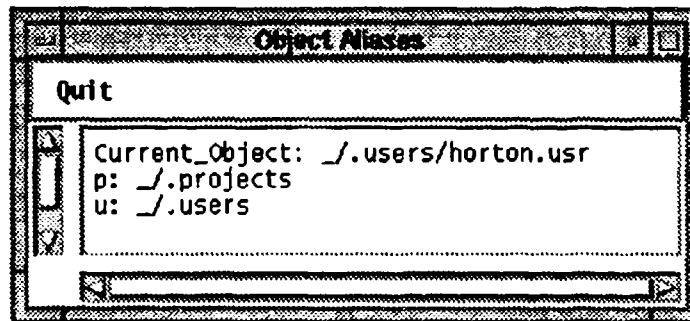 Object Aliases
Quit
Current_Object: _/.users/horton.usr
p: _/.projects
u: _/.users